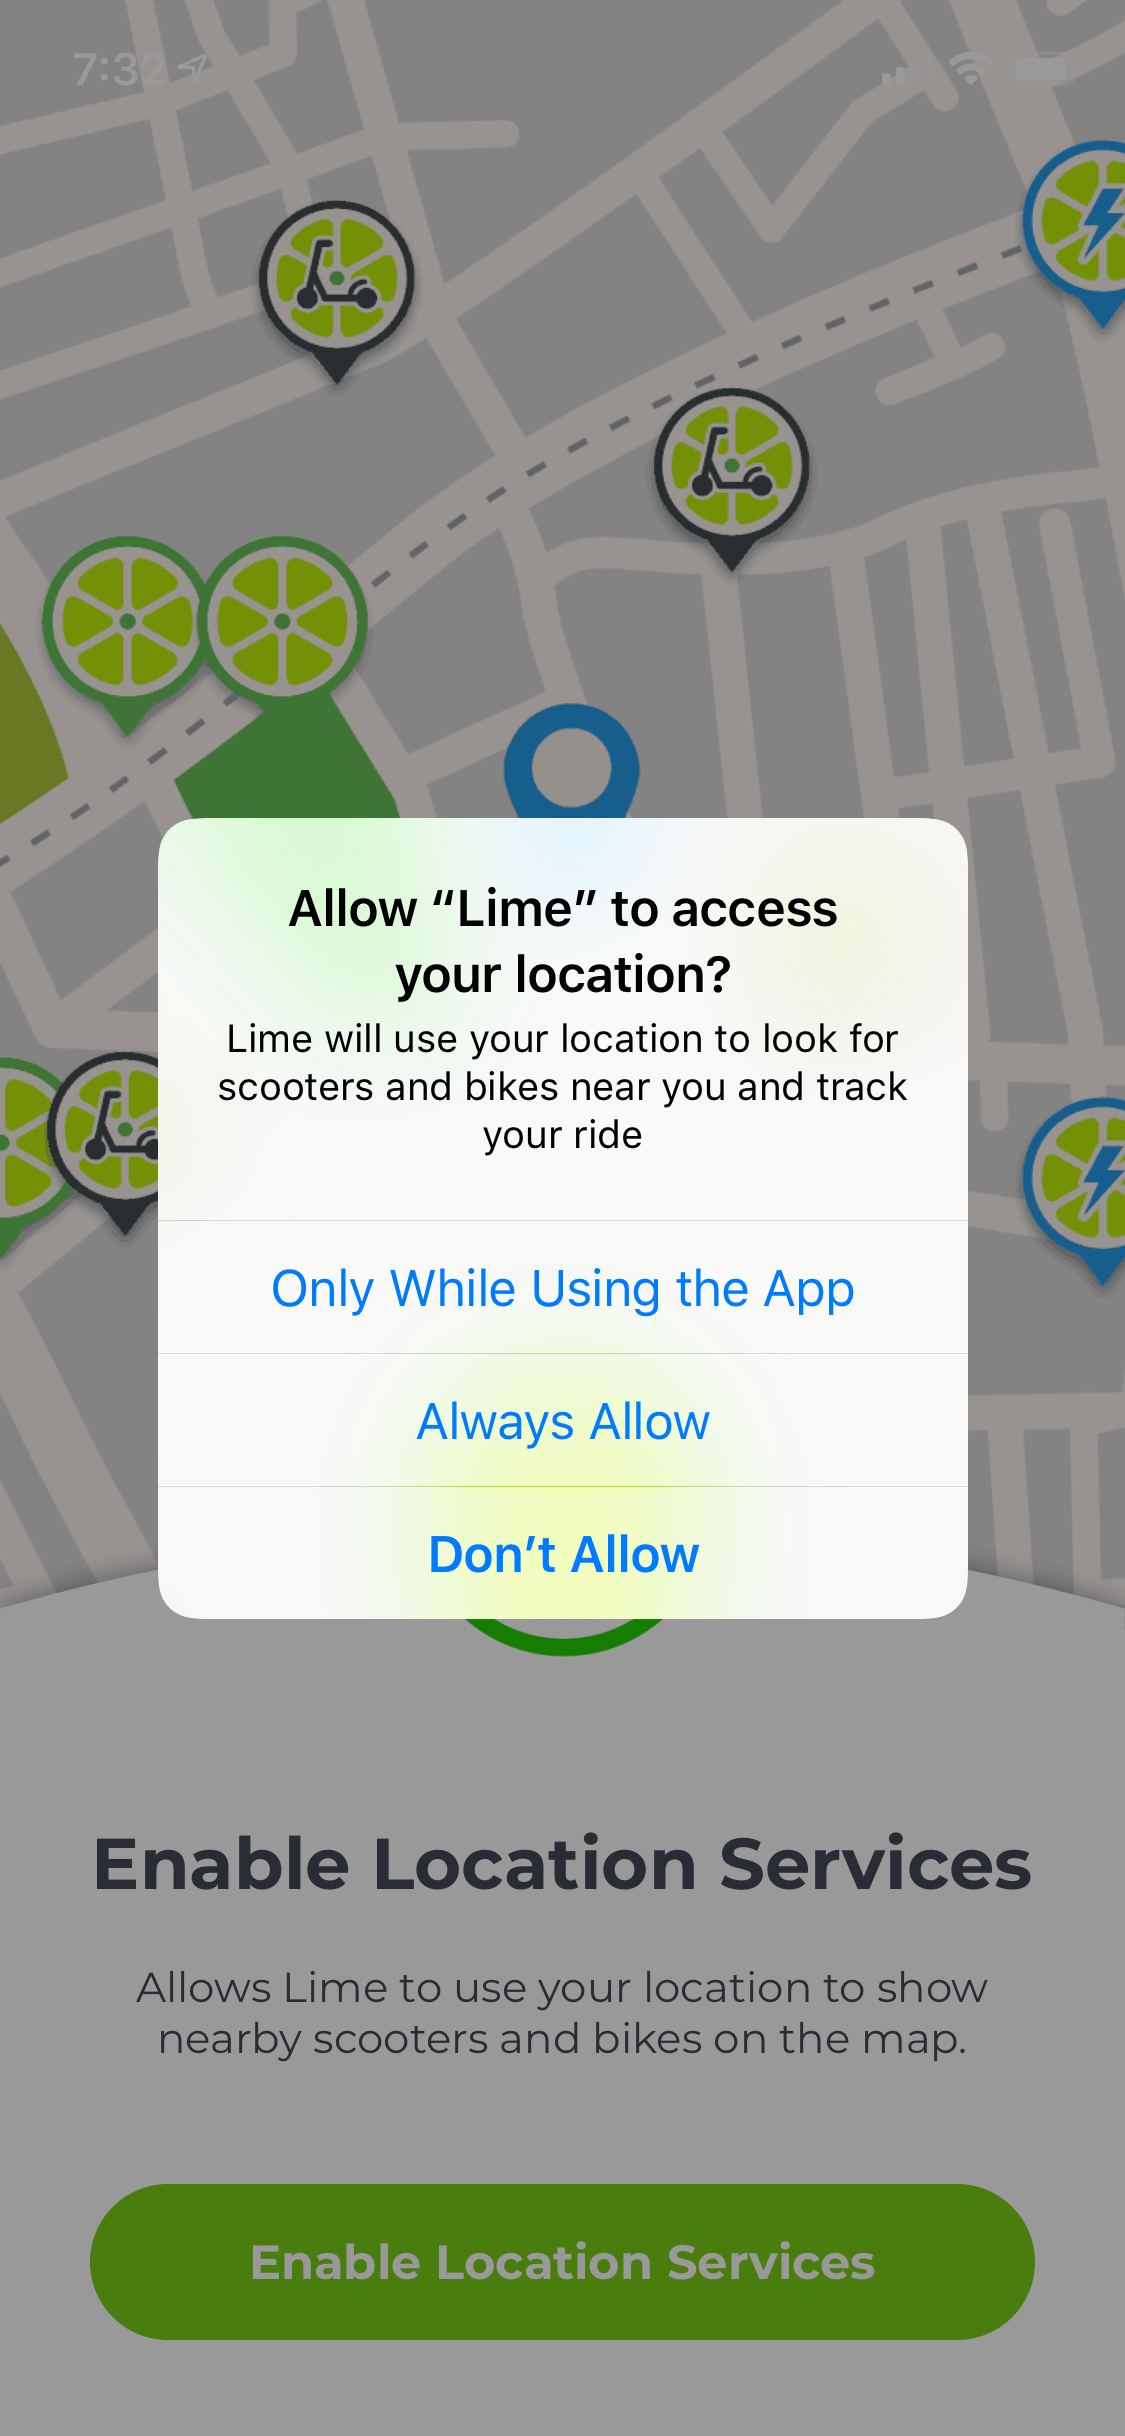 7:32
Allow “Lime” to access
your location?
Lime will use your location to look for
scooters and bikes near you and track
your ride
Only While Using the App
Always Allow
Don’t Allow
Enable Location Services
Allows Lime to use your location to show
nearby scooters and bikes on the map.
Enable Location Services